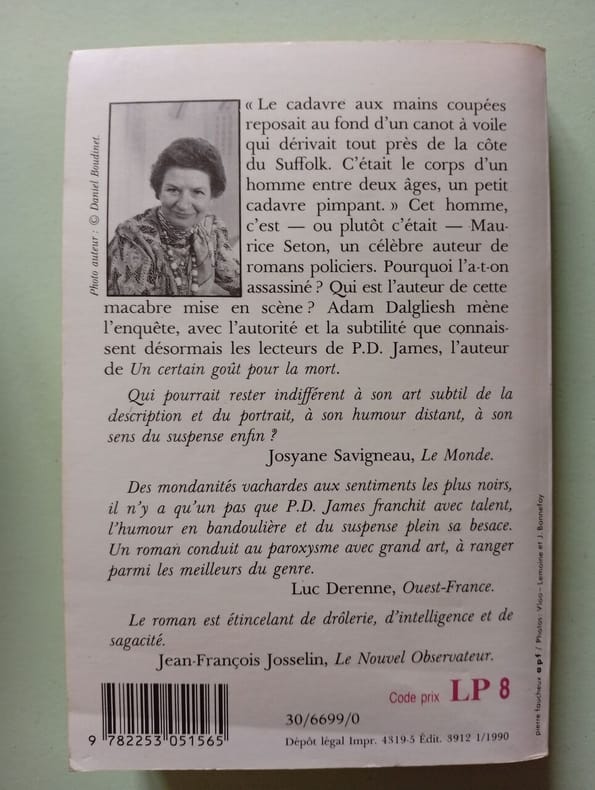 Photo auteur : © Daniel Boudinet.
« Le cadavre aux mains coupées
reposait au fond d'un canot à voile
qui dérivait tout près de la côte
du Suffolk. C'était le corps d'un
homme entre deux âges, un petit
cadavre pimpant. » Cet homme,
c'est — ou plutôt c'était — Mau-
rice Seton, un célèbre auteur de
romans policiers. Pourquoi l'a-t-on
assassiné ? Qui est l'auteur de cette
macabre mise en scène ? Adam Dalgliesh mène
l'enquête, avec l'autorité et la subtilité que connais-
sent désormais les lecteurs de P.D. James, l'auteur
de Un certain goût pour la mort.
Qui pourrait rester indifférent à son art subtil de la
description et du portrait, à son humour distant, à son
sens du suspense enfin ?
Josyane Savigneau, Le Monde.
Des mondanités vachardes aux sentiments les plus noirs,
il n'y a qu'un pas que P.D. James franchit avec talent,
l'humour en bandoulière et du suspense plein sa besace.
Un roman conduit au paroxysme avec grand art, à ranger
parmi les meilleurs du genre.
Luc Derenne, Ouest-France.
Le roman est étincelant de drôlerie, d'intelligence et de
sagacité.
Jean-François Josselin, Le Nouvel Observateur.
Code prix LP 8
30/6699/0
9 782253 051565
Dépôt légal Impr. 4319-5 Édit. 3912 1/1990
pierre faucheux apf / Photos : Vloo - Lemoine et J. Bonnefoy